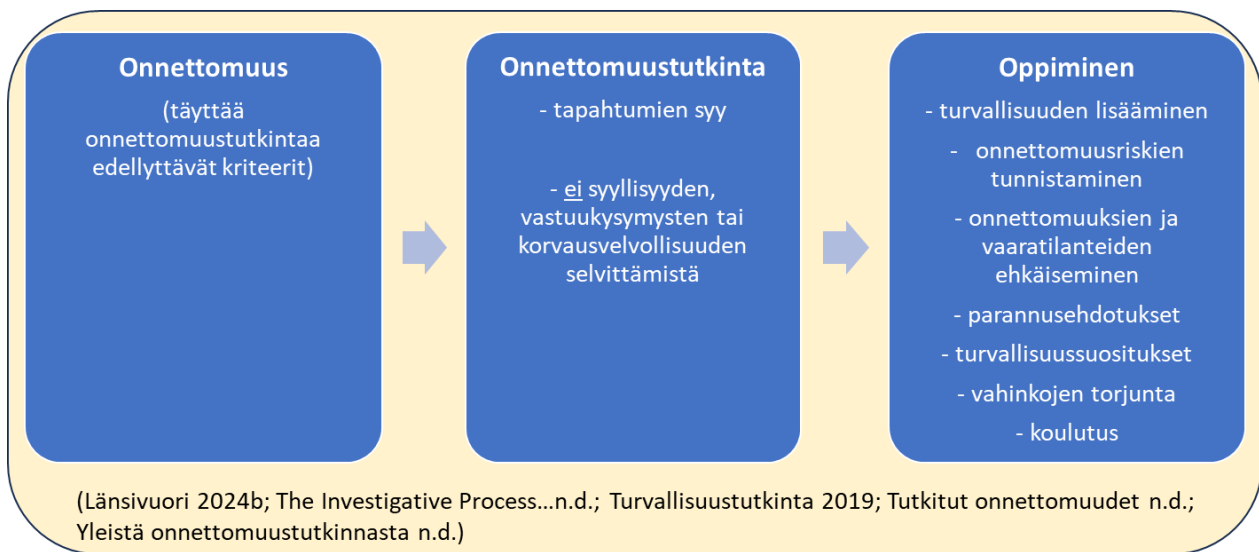 Onnettomuus
(täyttää
onnettomuustutkintaa
edellyttävät kriteerit)
Onnettomuustutkinta
- tapahtumien syy
- ei syyllisyyden,
vastuukysymysten tai
korvausvelvollisuuden
selvittämistä
Oppiminen
- turvallisuuden lisääminen
- onnettomuusriskien
tunnistaminen
- onnettomuuksien ja
vaaratilanteiden
ehkäiseminen
- parannusehdotukset
- turvallisuussuositukset
- vahinkojen torjunta
- koulutus
(Länsivuori 2024b; The Investigative Process...n.d.; Turvallisuustutkinta 2019; Tutkitut onnettomuudet n.d.;
Yleistä onnettomuustutkinnasta n.d.)